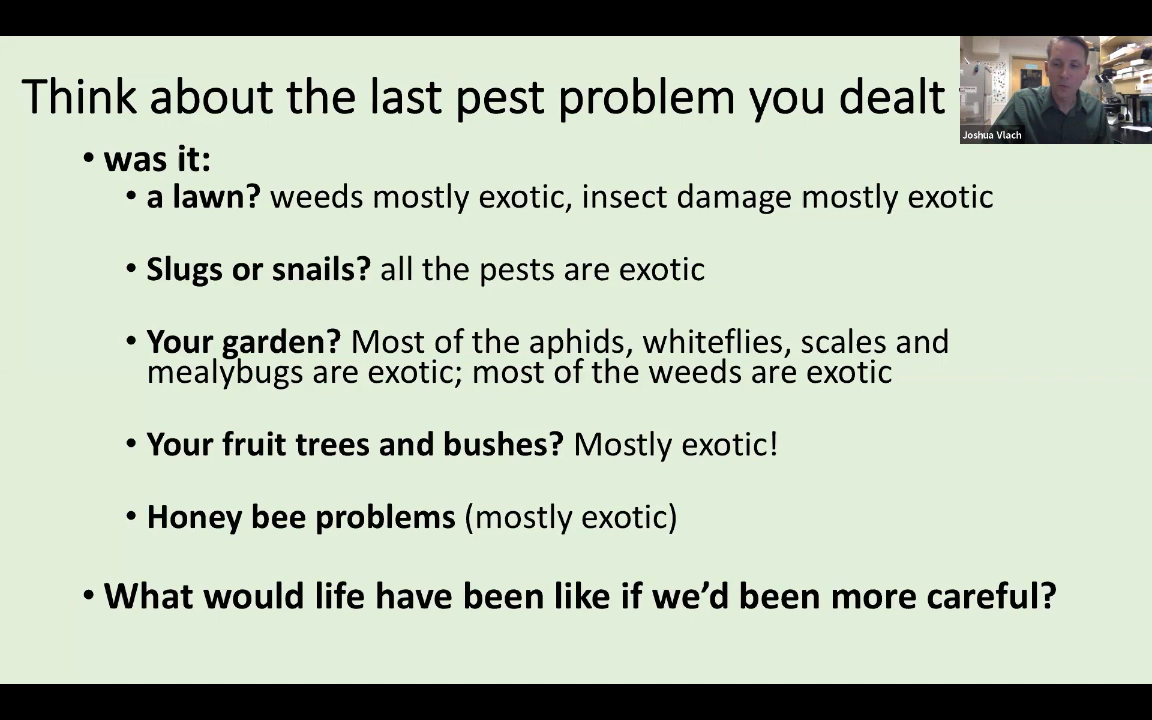 Think about the last pest problem you dealt
Joshua Vlach
• was it:
• a lawn? weeds mostly exotic, insect damage mostly exotic
• Slugs or snails? all the pests are exotic
• Your garden? Most of the aphids, whiteflies, scales and
mealybugs are exotic; most of the weeds are exotic
• Your fruit trees and bushes? Mostly exotic!
• Honey bee problems (mostly exotic)
• What would life have been like if we’d been more careful?